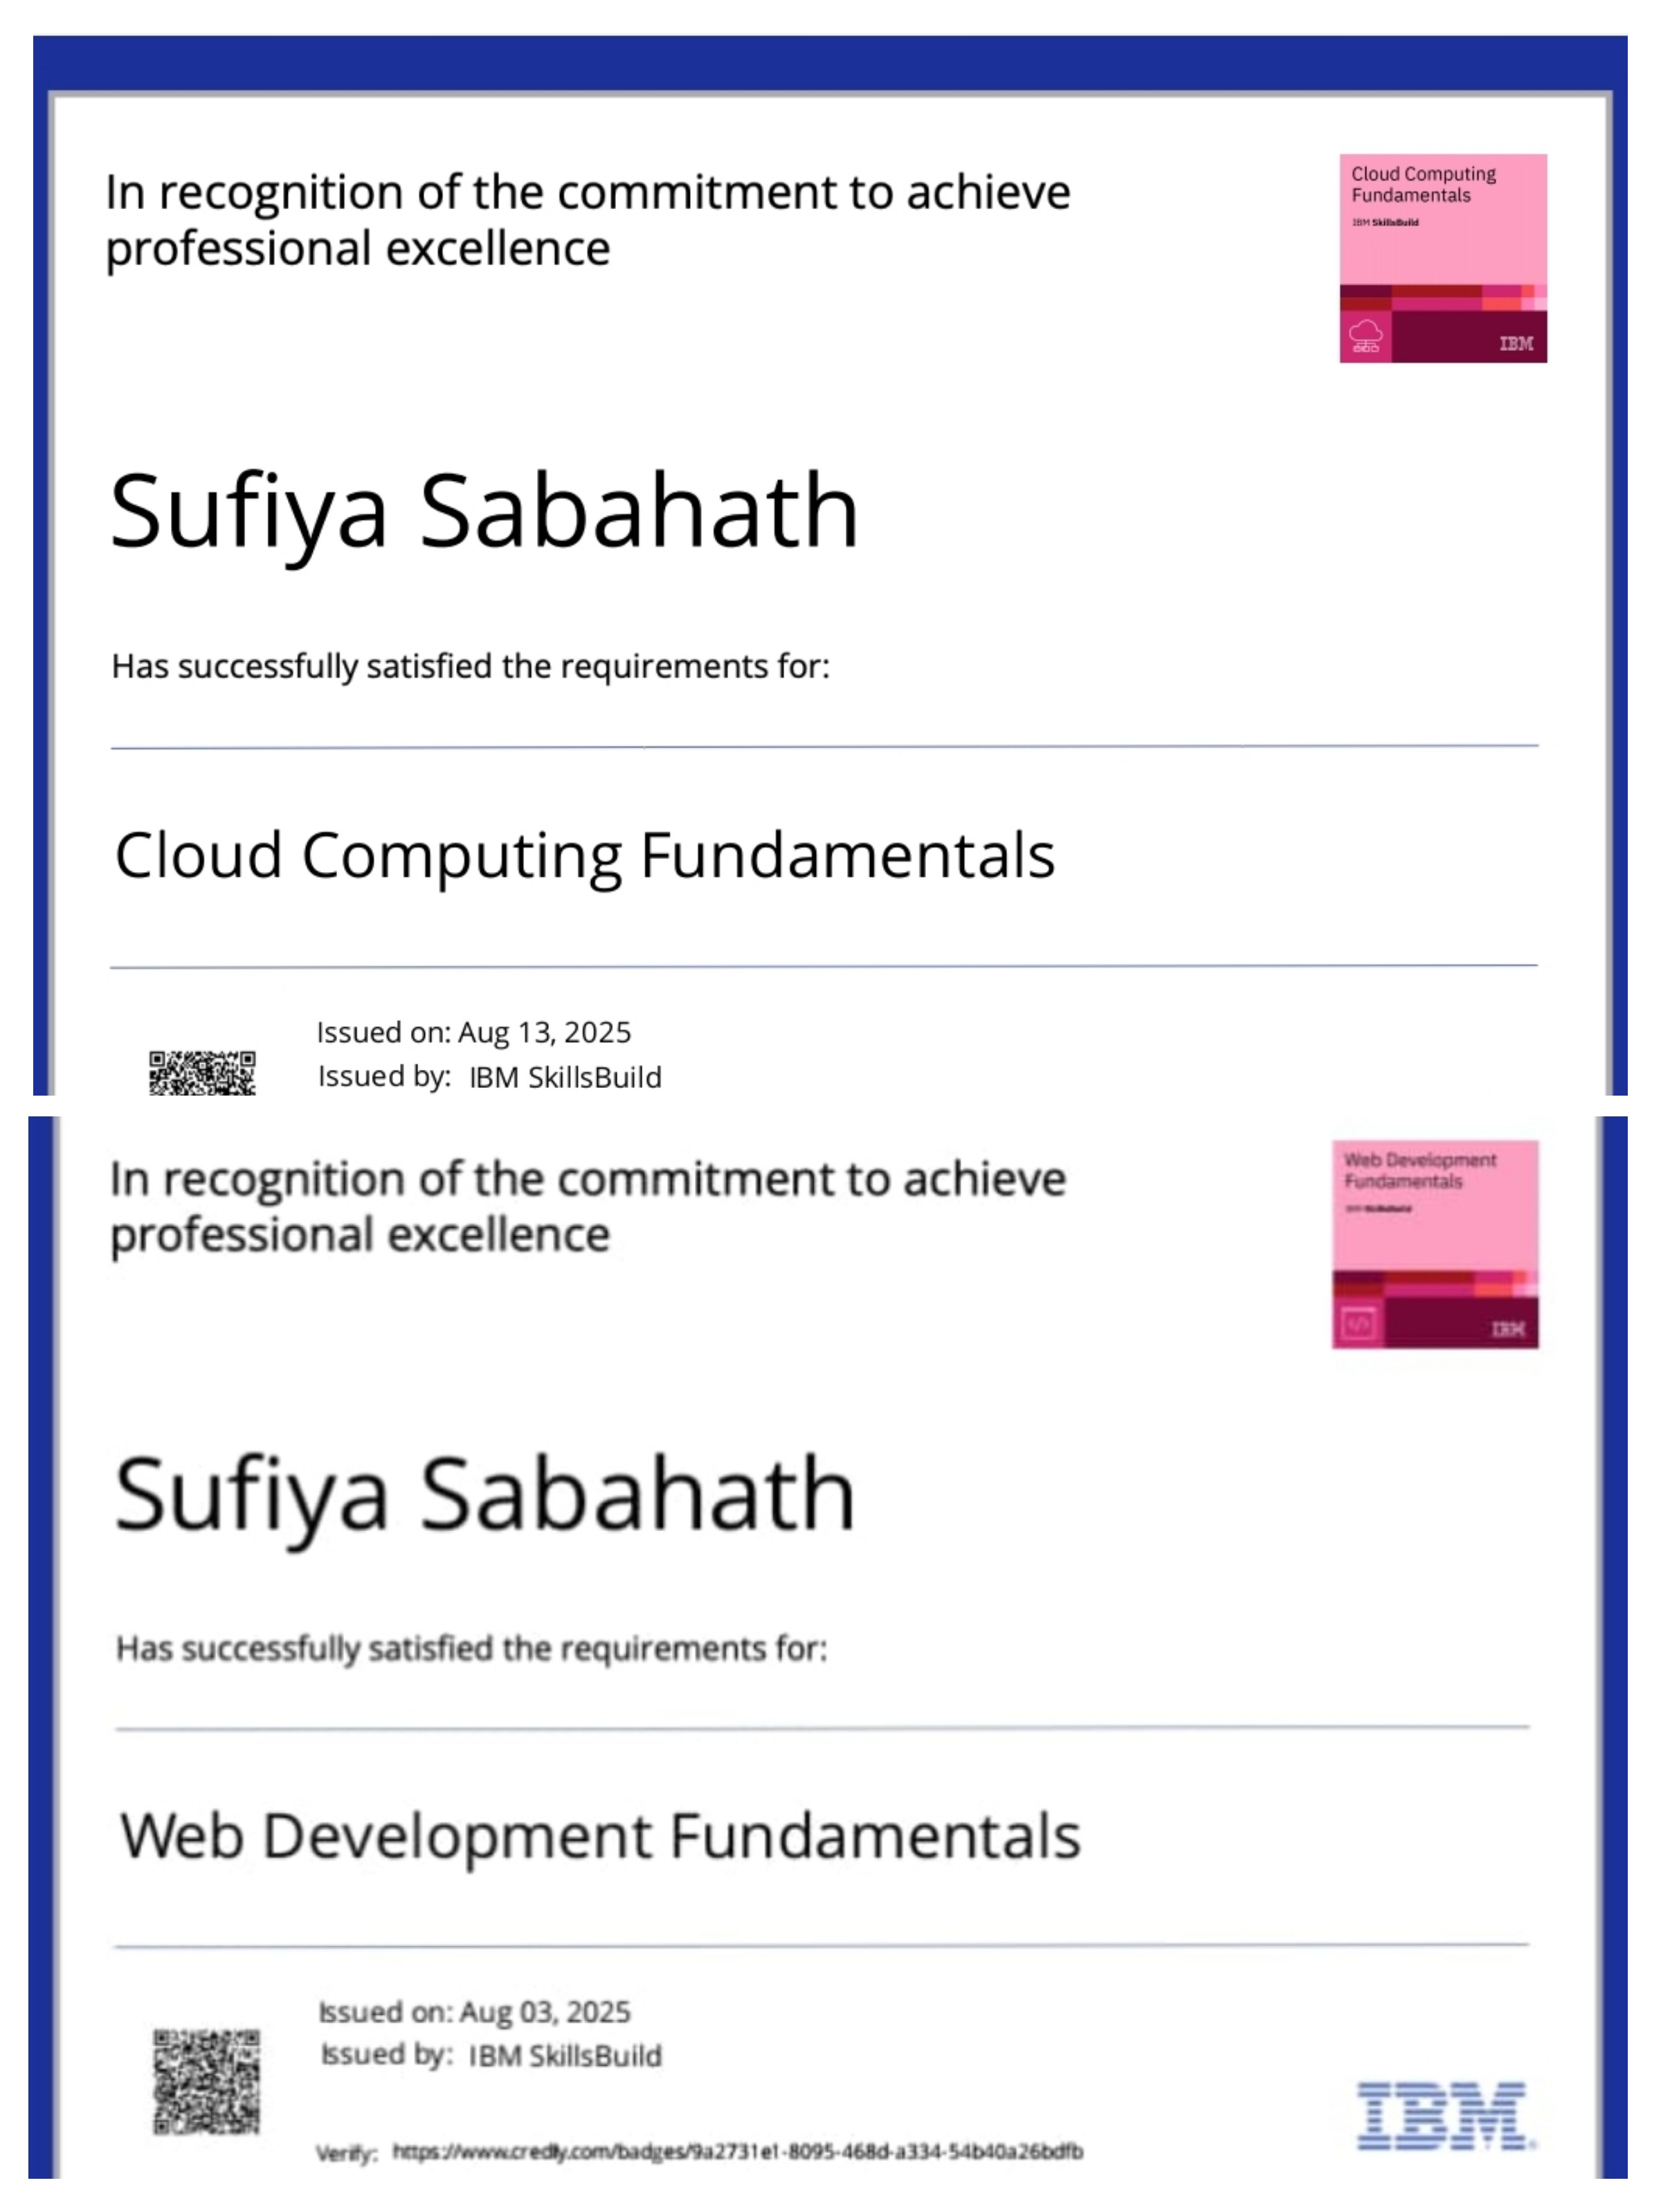 In recognition of the commitment to achieve
professional excellence
Cloud Computing
Fundamentals
IBM SkillsBuild
IBM
Sufiya Sabahath
Has successfully satisfied the requirements for:
Cloud Computing Fundamentals
Issued on: Aug 13, 2025
Issued by: IBM SkillsBuild
In recognition of the commitment to achieve
professional excellence
Web Development
Fundamentals
IBM SkillsBuild
IBM
Sufiya Sabahath
Has successfully satisfied the requirements for:
Web Development Fundamentals
Issued on: Aug 03, 2025
Issued by: IBM SkillsBuild
IBM
Verify: https://www.credly.com/badges/9a2731e1-8095-468d-a334-54b40a26bdfb